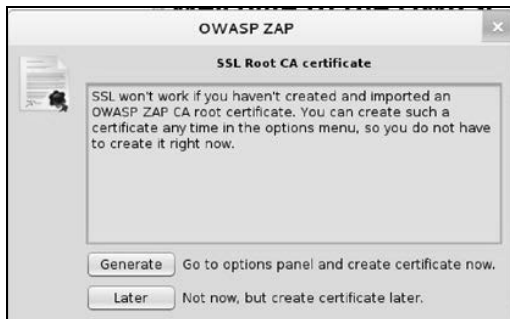 OWASP ZAP
×
SSL Root CA certificate
SSL won't work if you haven't created and imported an
OWASP ZAP CA root certificate. You can create such a
certificate any time in the options menu, so you do not have
to create it right now.
Generate Go to options panel and create certificate now.
Later Not now, but create certificate later.